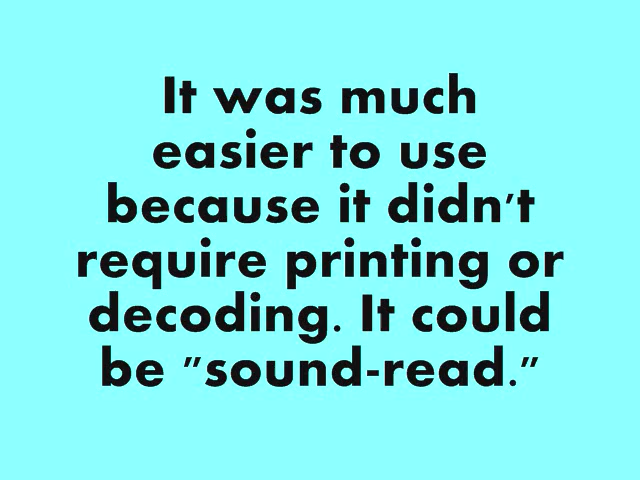 It was much
easier to use
because it didn't
require printing or
decoding. It could
be "sound-read."